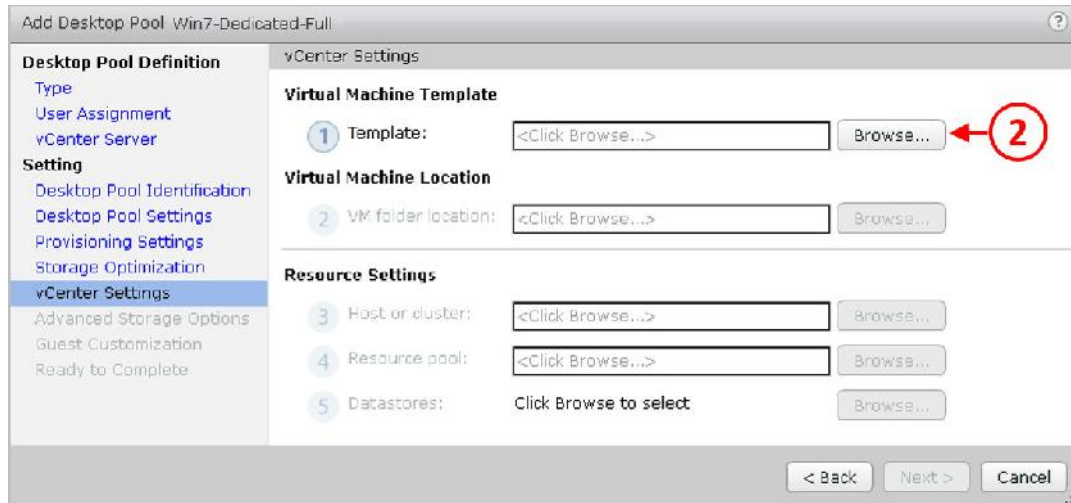 Add Desktop Pool Win7-Dedicated-Full ?
Desktop Pool Definition
Type
User Assignment
vCenter Server
Setting
Desktop Pool Identification
Desktop Pool Settings
Provisioning Settings
Storage Optimization
vCenter Settings
Advanced Storage Options
Guest Customization
Ready to Complete
vCenter Settings
Virtual Machine Template
1 Template: <Click Browse...> Browse... 2
Virtual Machine Location
2 VM folder location: <Click Browse...> Browse...
Resource Settings
3 Host or cluster: <Click Browse...> Browse...
4 Resource pool: <Click Browse...> Browse...
5 Datastores: Click Browse to select Browse...
< Back Next > Cancel